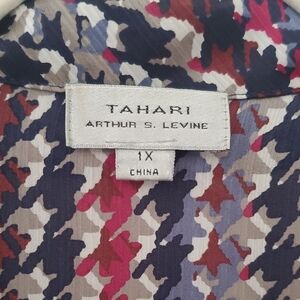 TAHARI
ARTHUR S. LEVINE
1X
CHINA